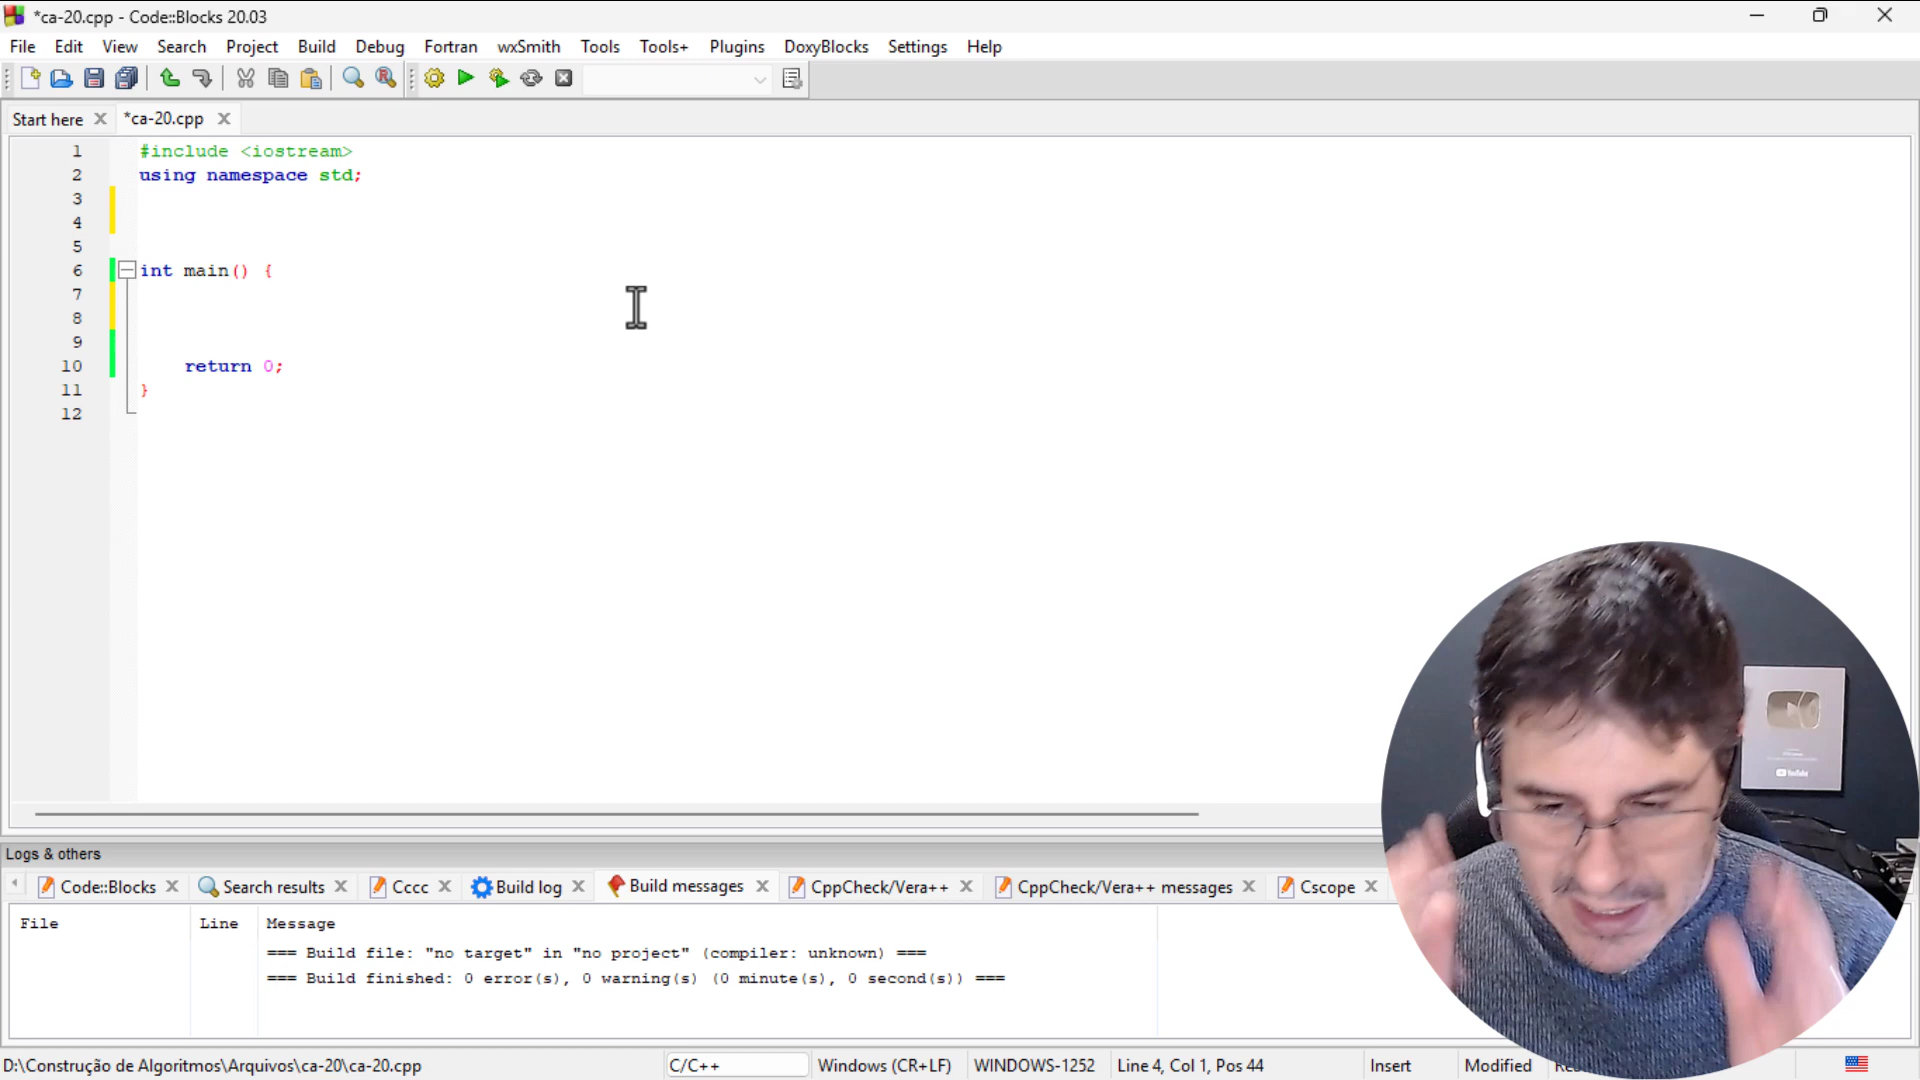 *ca-20.cpp - Code::Blocks 20.03
File Edit View Search Project Build Debug Fortran wxSmith Tools Tools+ Plugins DoxyBlocks Settings Help
Start here *ca-20.cpp
1 #include <iostream>
2 using namespace std;
3
4
5
6 int main() {
7
8
9
10 return 0;
11 }
12
Logs & others
Code::Blocks Search results Cccc Build log Build messages CppCheck/Vera++ CppCheck/Vera++ messages Cscope
File Line Message
=== Build file: "no target" in "no project" (compiler: unknown) ===
=== Build finished: 0 error(s), 0 warning(s) (0 minute(s), 0 second(s)) ===
D:\Construção de Algoritmos\Arquivos\ca-20\ca-20.cpp C/C++ Windows (CR+LF) WINDOWS-1252 Line 4, Col 1, Pos 44 Insert Modified
YouTube